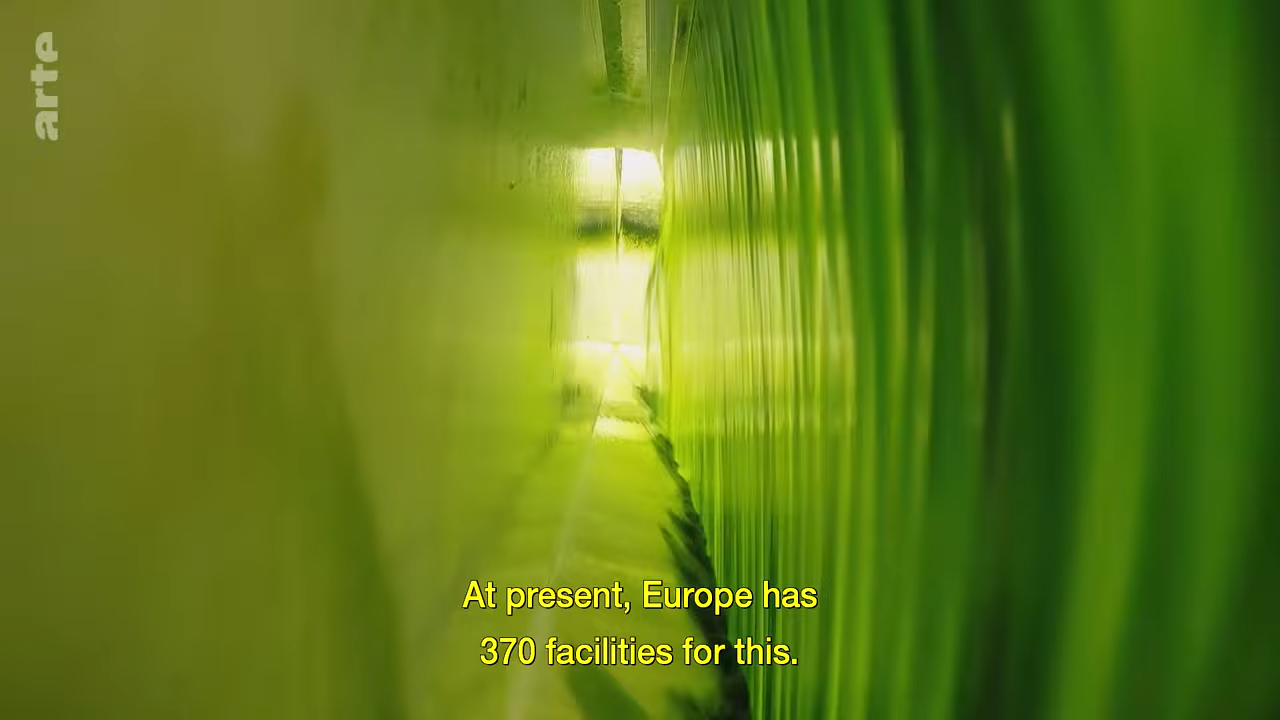 arte
At present, Europe has
370 facilities for this.